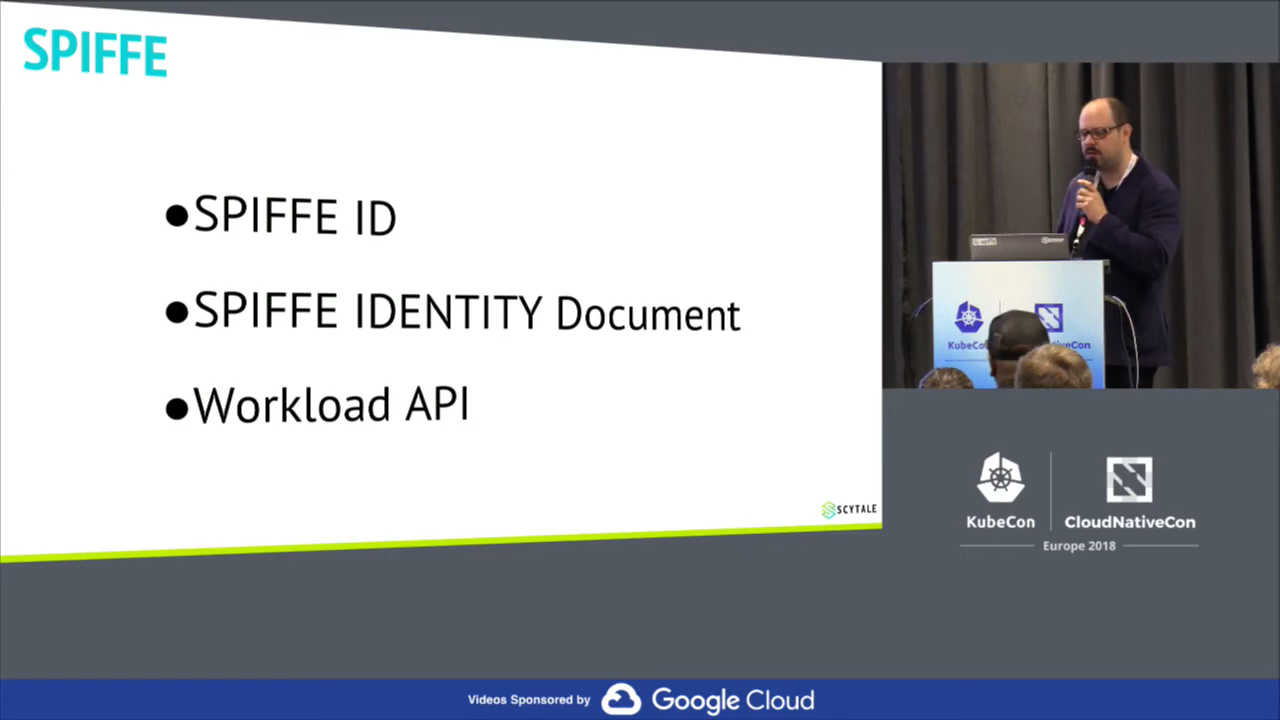 SPIFFE
●SPIFFE ID
●SPIFFE IDENTITY Document
●Workload API
SCYTALE
KubeCon
CloudNativeCon
Europe 2018
Videos Sponsored by Google Cloud